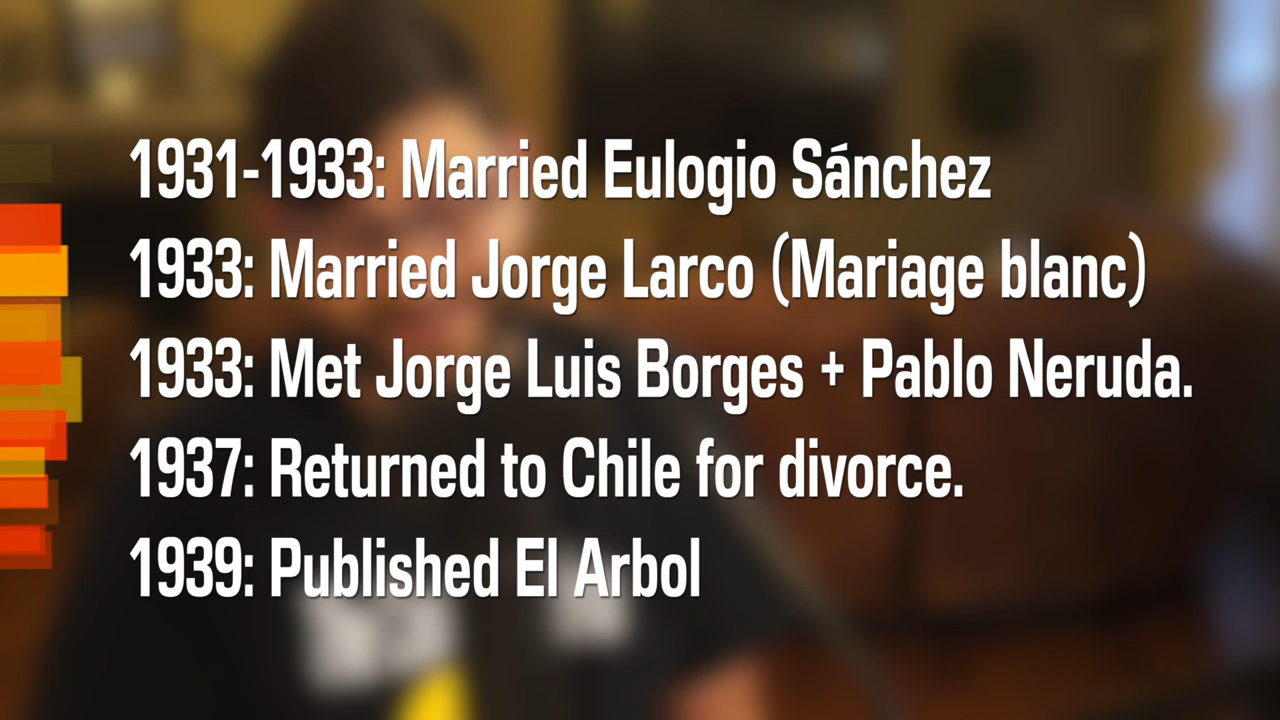 1931-1933: Married Eulogio Sánchez
1933: Married Jorge Larco (Mariage blanc)
1933: Met Jorge Luis Borges + Pablo Neruda.
1937: Returned to Chile for divorce.
1939: Published El Arbol